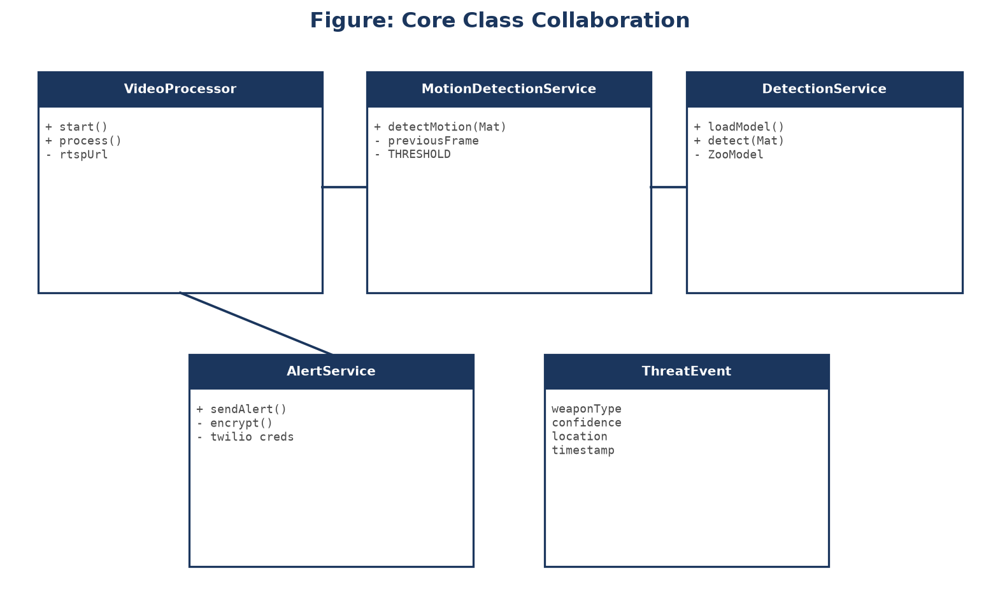 Figure: Core Class Collaboration
VideoProcessor
+ start()
+ process()
- rtspUrl
MotionDetectionService
+ detectMotion(Mat)
- previousFrame
- THRESHOLD
DetectionService
+ loadModel()
+ detect(Mat)
- ZooModel
AlertService
+ sendAlert()
- encrypt()
- twilio creds
ThreatEvent
weaponType
confidence
location
timestamp